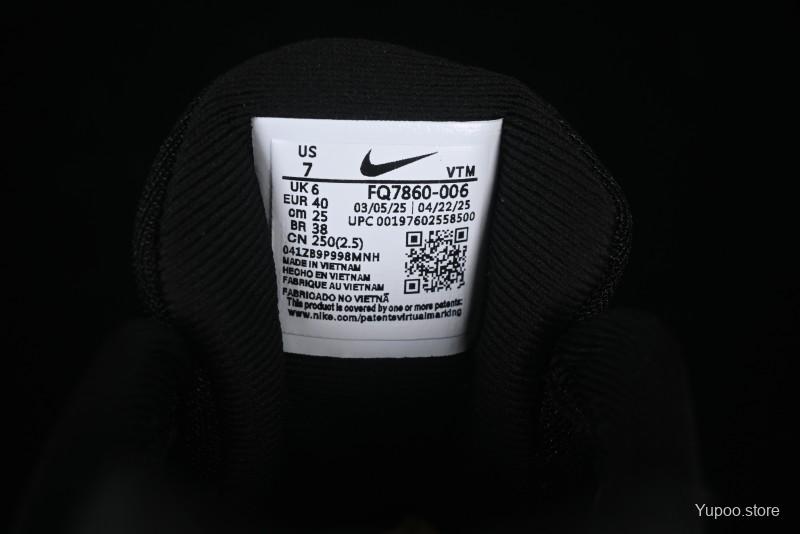 US
7
VTM
UK 6
EUR 40
cm 25
BR 38
CN 250(2.5)
FQ7860-006
03/05/25 | 04/22/25
UPC 00197602558500
041ZB9P998MNH
MADE IN VIETNAM
HECHO EN VIETNAM
FABRIQUE AU VIETNAM
FABRICADO NO VIETNÃ
This product is covered by one or more patents:
www.nike.com/patentsvirtualmarking
Yupoo.store